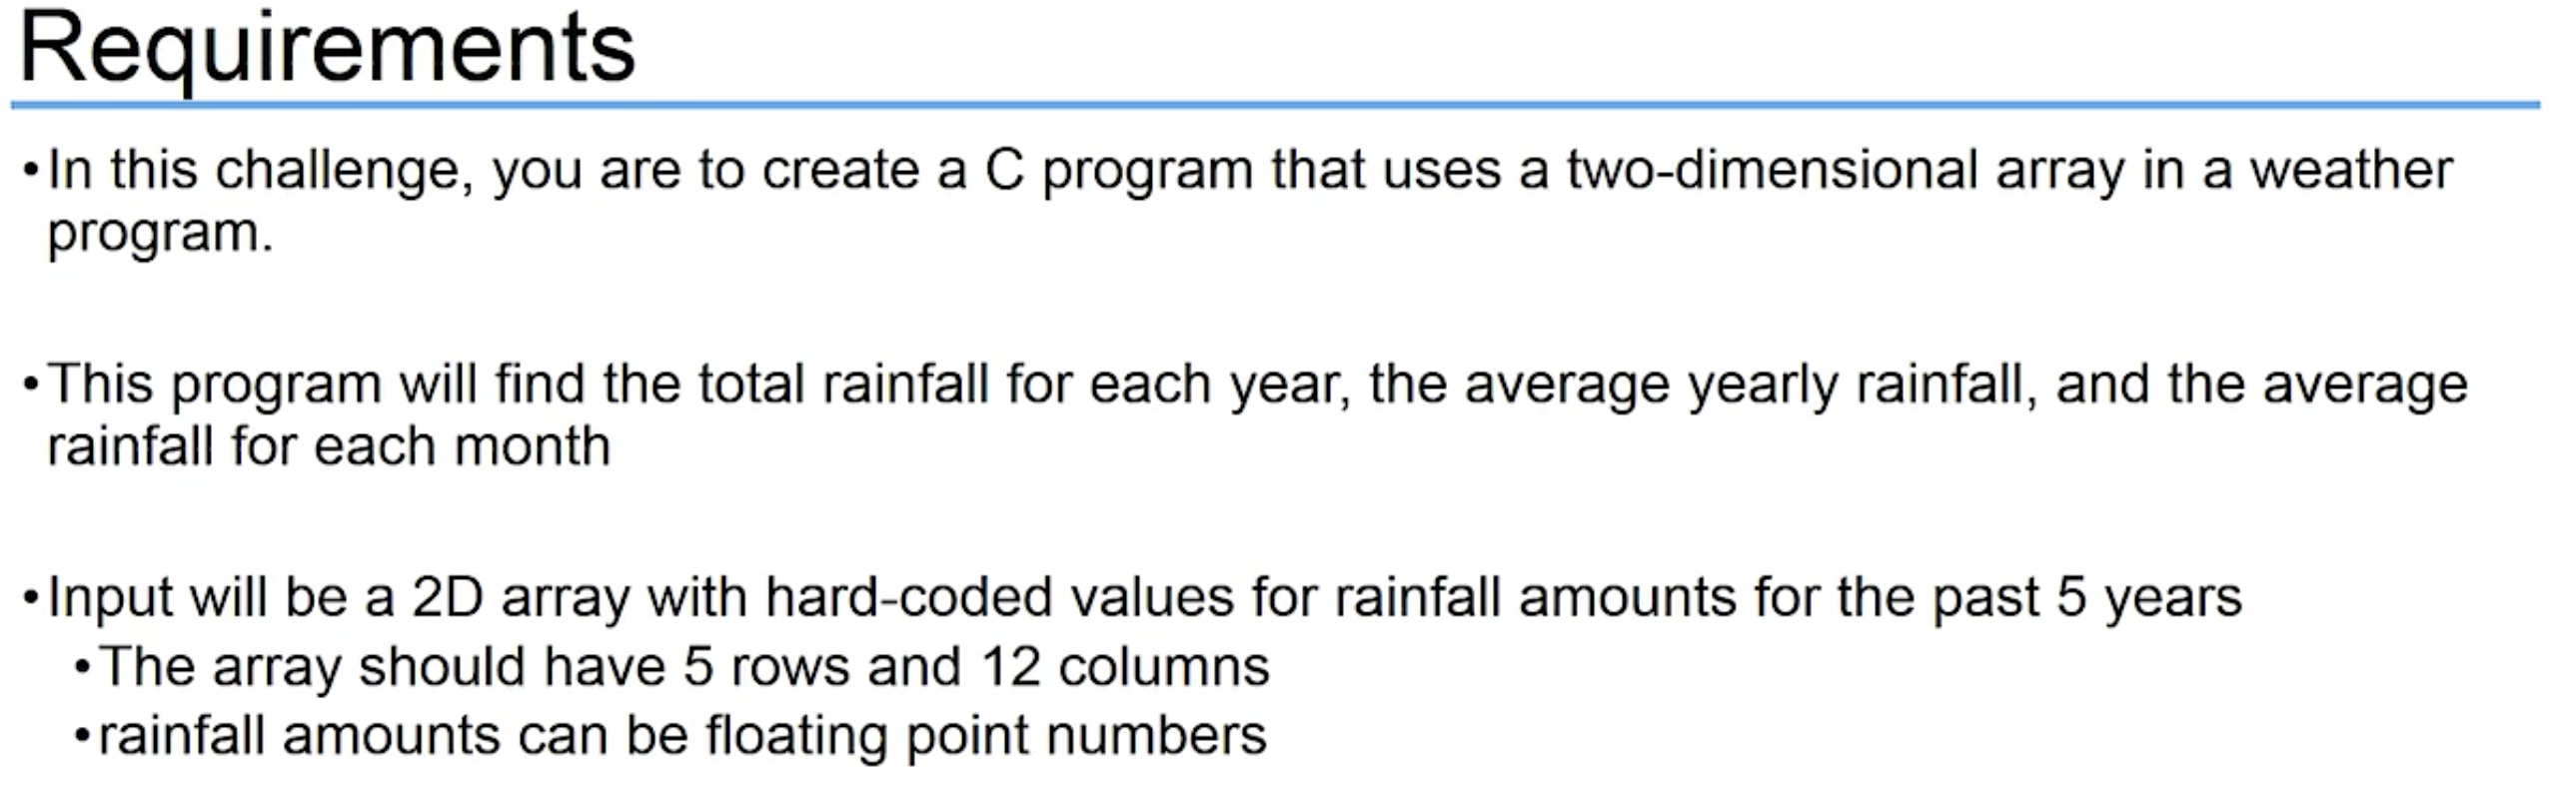 Requirements
•In this challenge, you are to create a C program that uses a two-dimensional array in a weather
program.
•This program will find the total rainfall for each year, the average yearly rainfall, and the average
rainfall for each month
•Input will be a 2D array with hard-coded values for rainfall amounts for the past 5 years
•The array should have 5 rows and 12 columns
•rainfall amounts can be floating point numbers